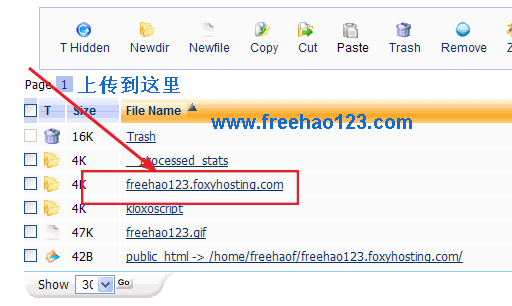 T Hidden Newdir Newfile Copy Cut Paste Trash Remove
Page 1 上传到这里
T Size File Name
www.freehao123.com
16K Trash
4K __processed_stats
4K freehao123.foxyhosting.com
4K kloxoscript
47K freehao123.gif
42B public_html -> /home/freehaof/freehao123.foxyhosting.com/
Show 30 Go